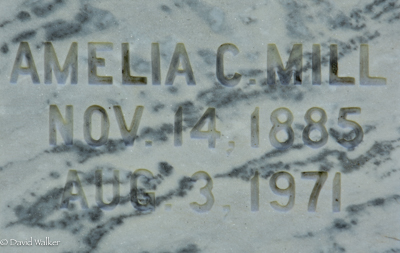 AMELIA C. MILL
NOV. 14, 1885
AUG. 3, 1971
© David Walker